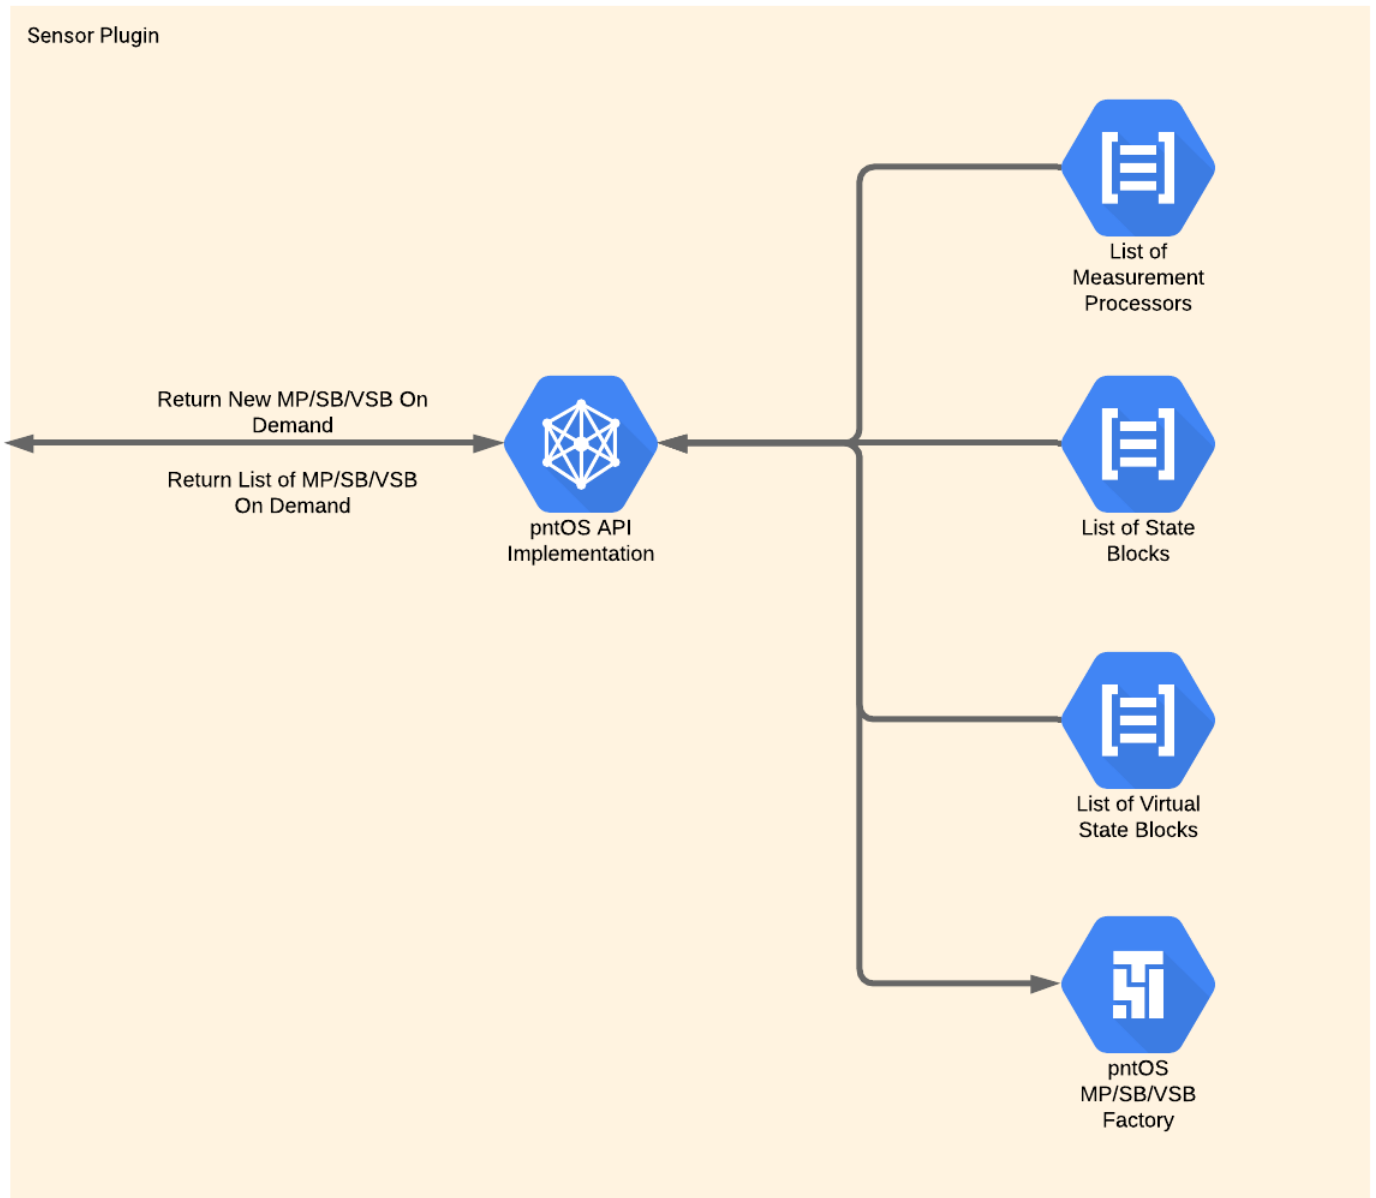 Sensor Plugin
List of
Measurement
Processors
Return New MP/SB/VSB On
Demand
Return List of MP/SB/VSB
On Demand
pntOS API
Implementation
List of State
Blocks
List of Virtual
State Blocks
pntOS
MP/SB/VSB
Factory